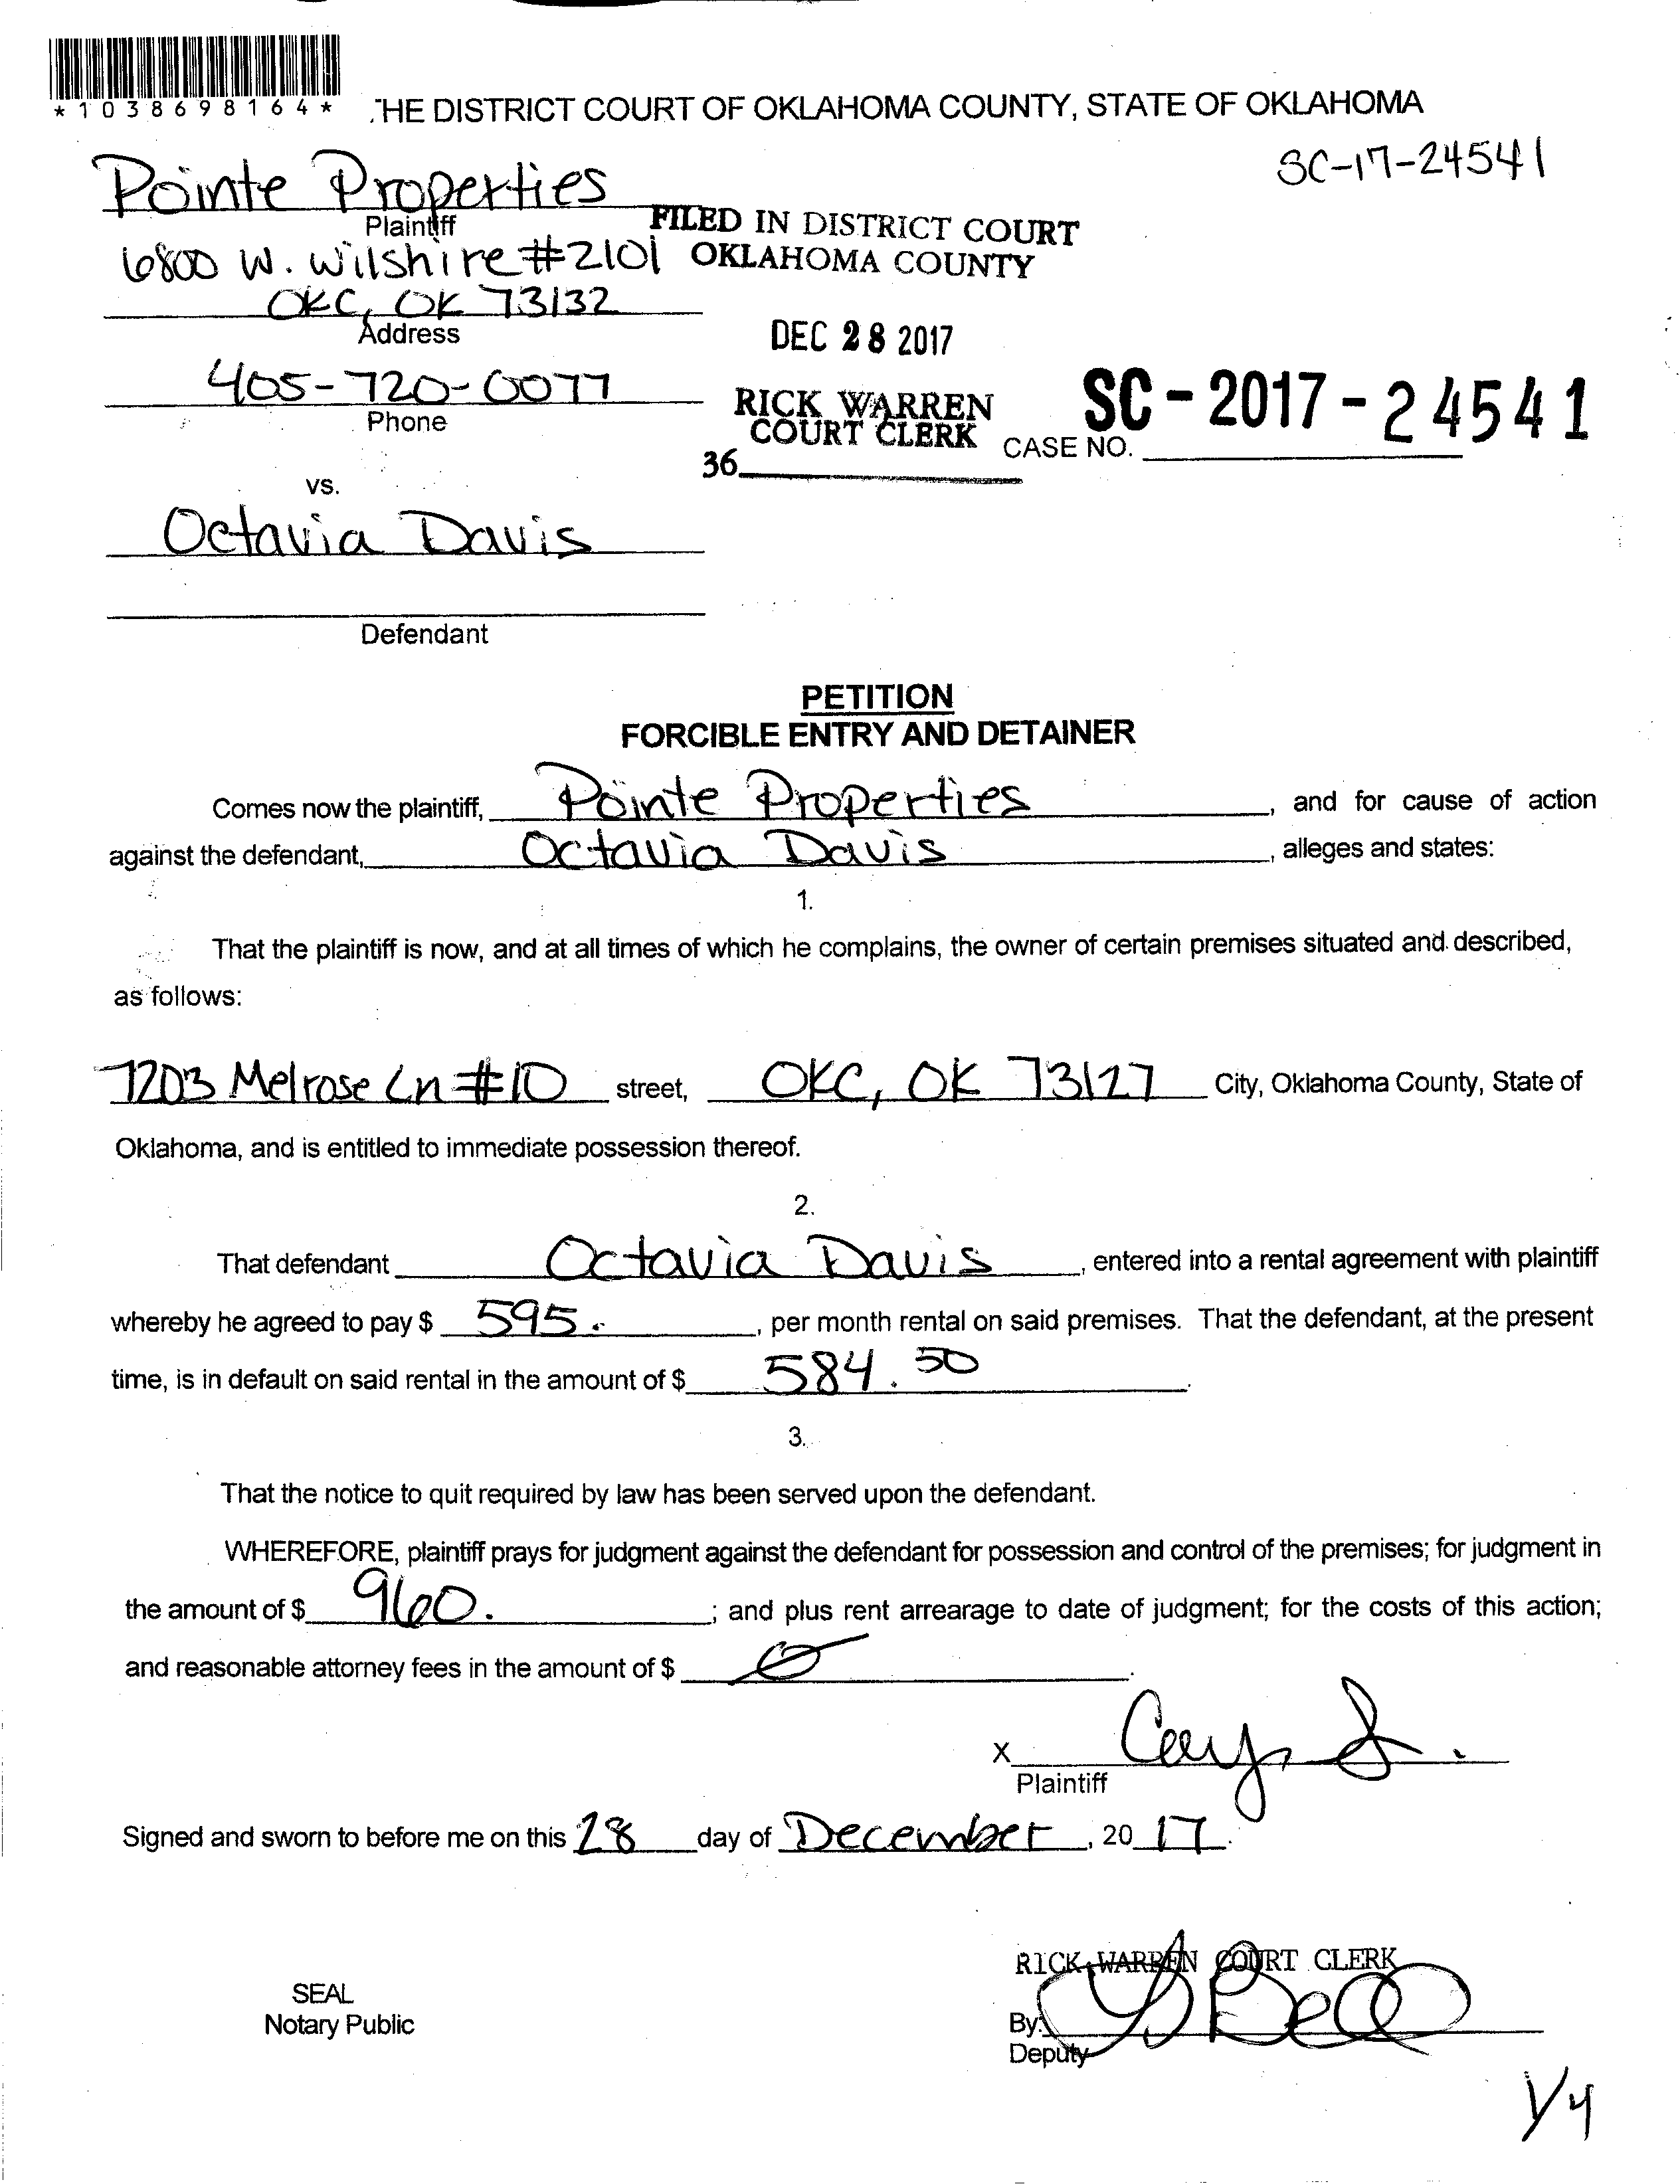 *1038698164*
THE DISTRICT COURT OF OKLAHOMA COUNTY, STATE OF OKLAHOMA
SC-17-24541
Pointe Properties
Plaintiff
FILED IN DISTRICT COURT
6800 W. Wilshire #2101
OKLAHOMA COUNTY
OKC, OK 73132
Address
DEC 28 2017
405-720-0077
Phone
RICK WARREN
COURT CLERK
SC-2017-24541
CASE NO.
36
VS.
Octavia Davis
Defendant
PETITION
FORCIBLE ENTRY AND DETAINER
Comes now the plaintiff, Pointe Properties, and for cause of action
against the defendant, Octavia Davis, alleges and states:
1.
That the plaintiff is now, and at all times of which he complains, the owner of certain premises situated and described,
as follows:
7203 Melrose Ln #10 street, OKC, OK 73127 City, Oklahoma County, State of
Oklahoma, and is entitled to immediate possession thereof.
2.
That defendant Octavia Davis, entered into a rental agreement with plaintiff
whereby he agreed to pay $ 595. , per month rental on said premises. That the defendant, at the present
time, is in default on said rental in the amount of $ 584.50.
3.
That the notice to quit required by law has been served upon the defendant.
WHEREFORE, plaintiff prays for judgment against the defendant for possession and control of the premises; for judgment in
the amount of $ 960. ; and plus rent arrearage to date of judgment; for the costs of this action;
and reasonable attorney fees in the amount of $ Ø.
X
Plaintiff
Signed and sworn to before me on this 28 day of December, 2017.
RICK WARREN COURT CLERK
SEAL
Notary Public
By:
Deputy
1/4